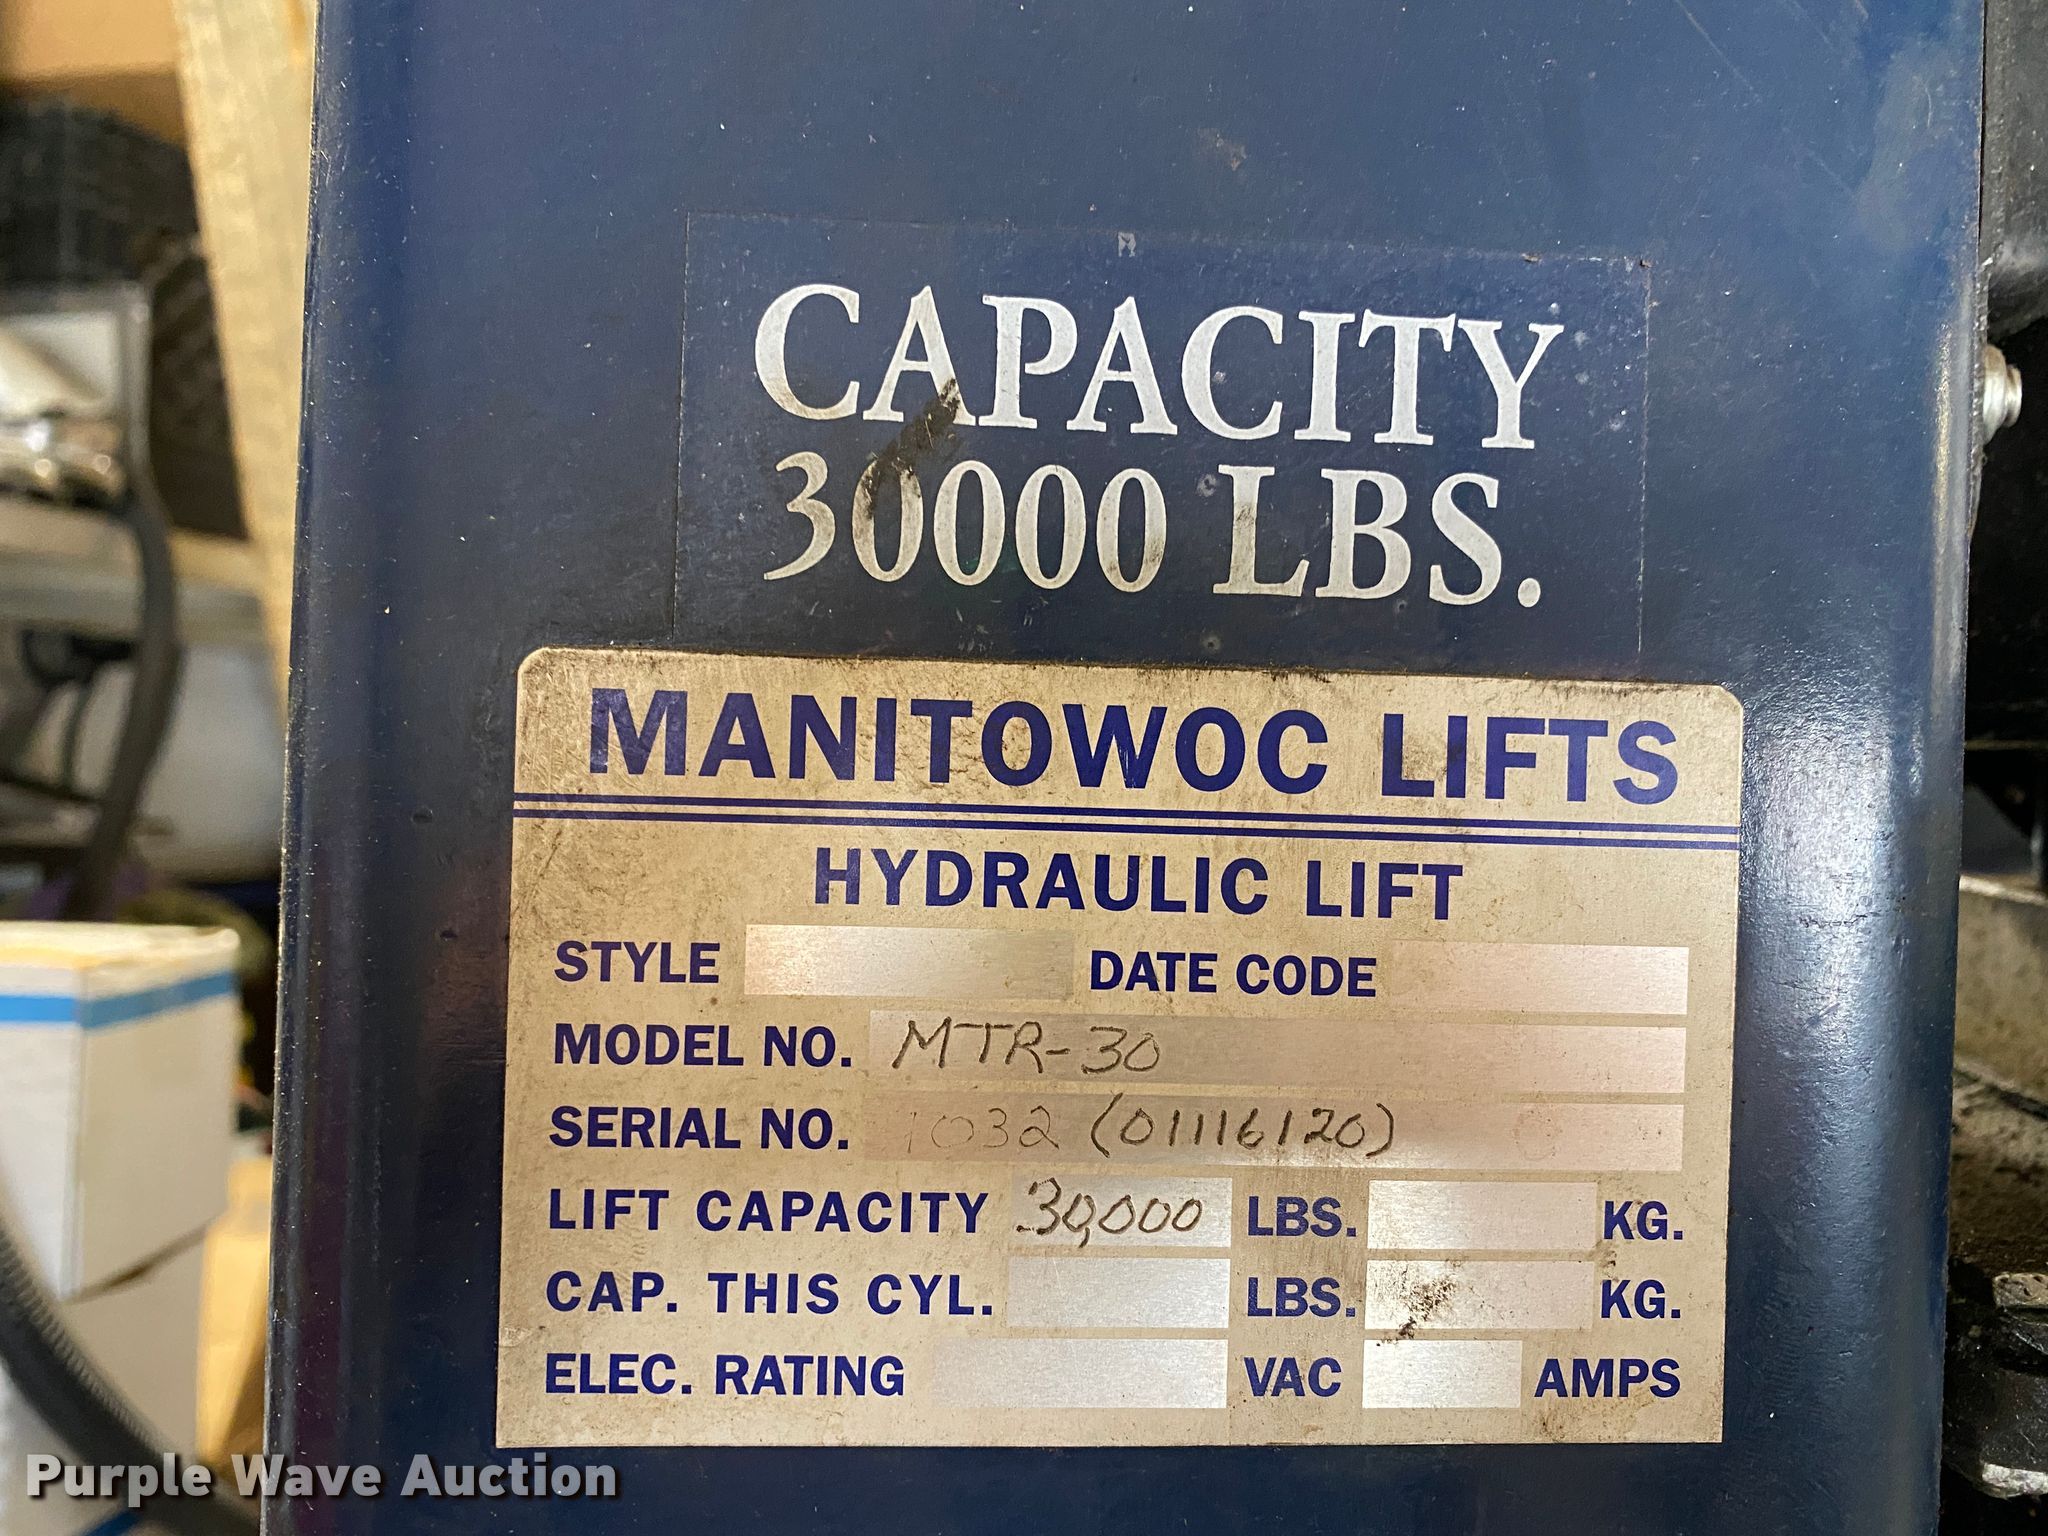 CAPACITY
30000 LBS.
MANITOWOC LIFTS
HYDRAULIC LIFT
STYLE DATE CODE
MODEL NO. MTR-30
SERIAL NO. 1032 (01116120)
LIFT CAPACITY 30,000 LBS. KG.
CAP. THIS CYL. LBS. KG.
ELEC. RATING VAC AMPS
Purple Wave Auction